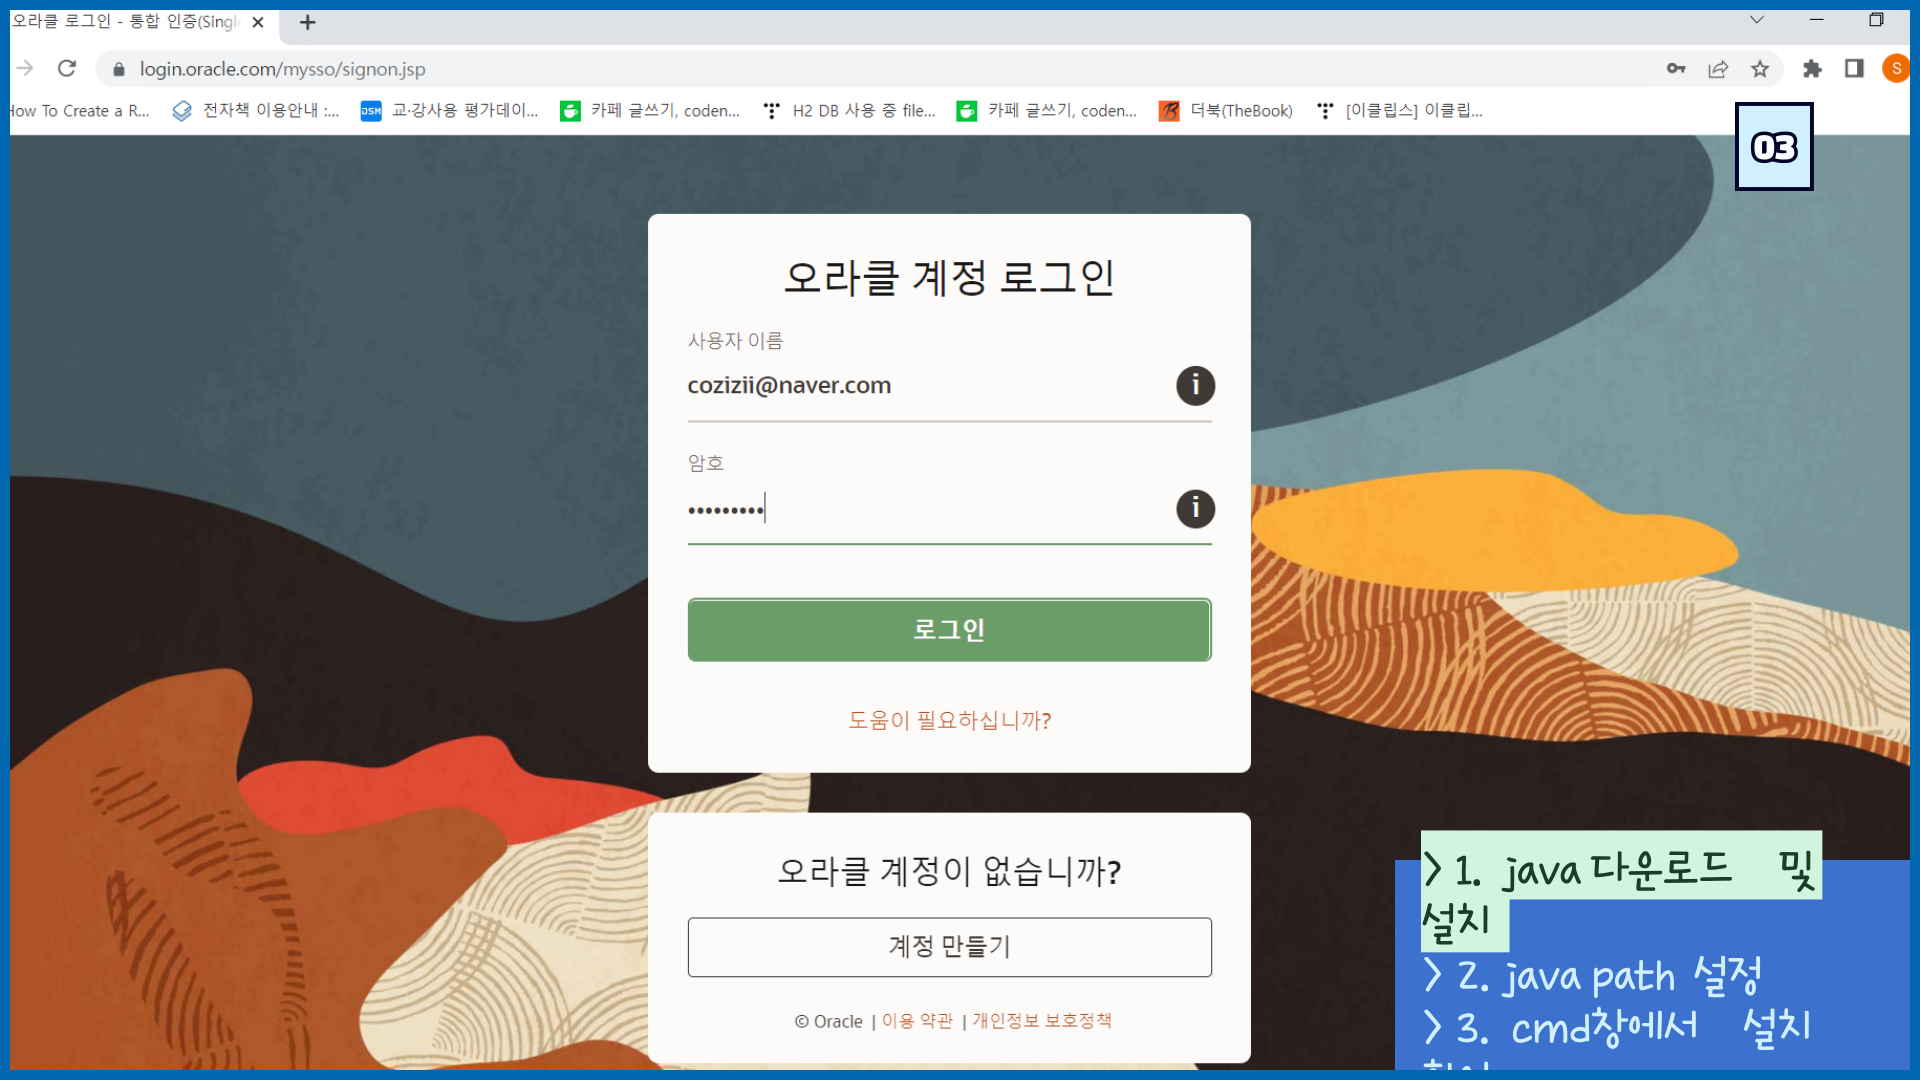 오라클 로그인 - 통합 인증(Singl
login.oracle.com/mysso/signon.jsp
S
How To Create a R...
전자책 이용안내 :...
DSM
교·강사용 평가데이...
카페 글쓰기, coden...
H2 DB 사용 중 file...
카페 글쓰기, coden...
더북(TheBook)
[이클립스] 이클립...
03
오라클 계정 로그인
사용자 이름
cozizii@naver.com
암호
•••••••••
로그인
도움이 필요하십니까?
오라클 계정이 없습니까?
계정 만들기
© Oracle | 이용 약관 | 개인정보 보호정책
> 1. java 다운로드 및
설치
> 2. java path 설정
> 3. cmd창에서 설치